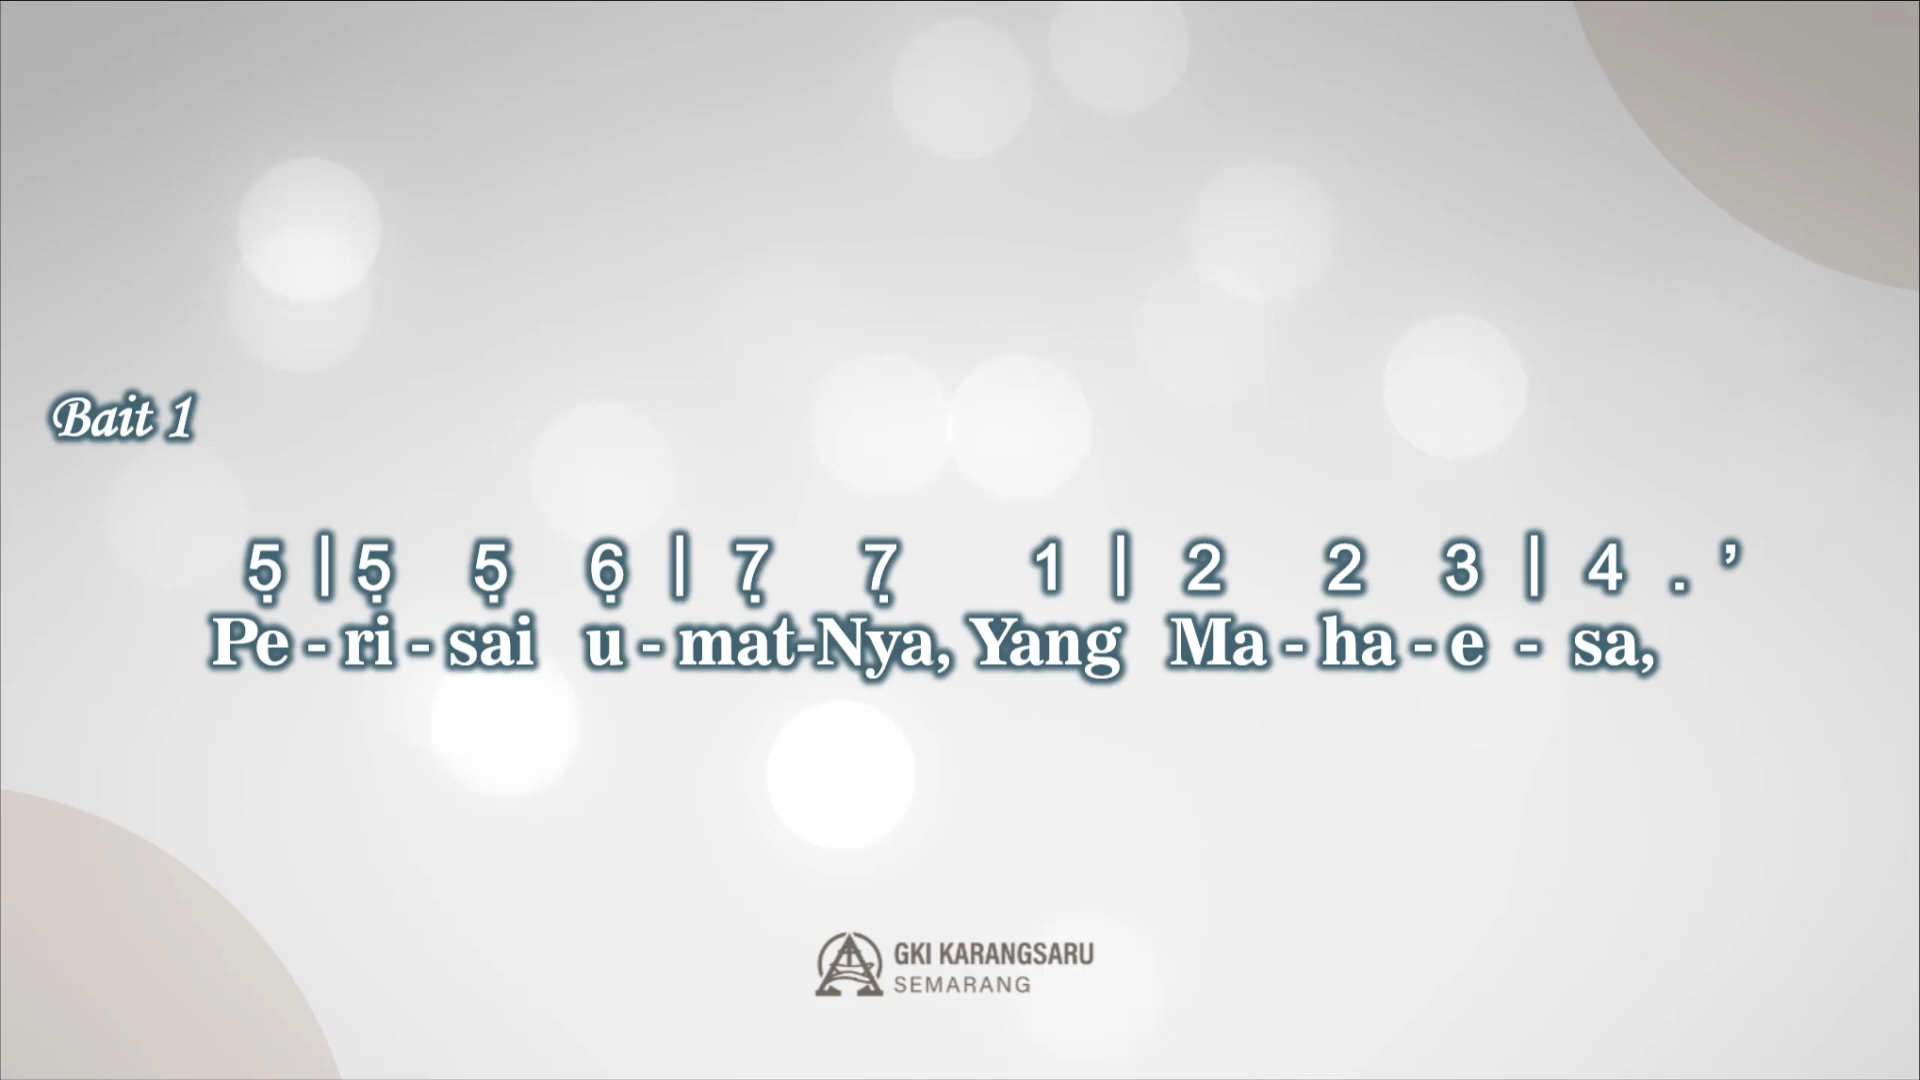 Bait 1
5̣ | 5̣ 5̣ 6̣ | 7̣ 7̣ 1 | 2 2 3 | 4 . ’
Pe - ri - sai u - mat-Nya, Yang Ma - ha - e - sa,
GKI KARANGSARU
SEMARANG